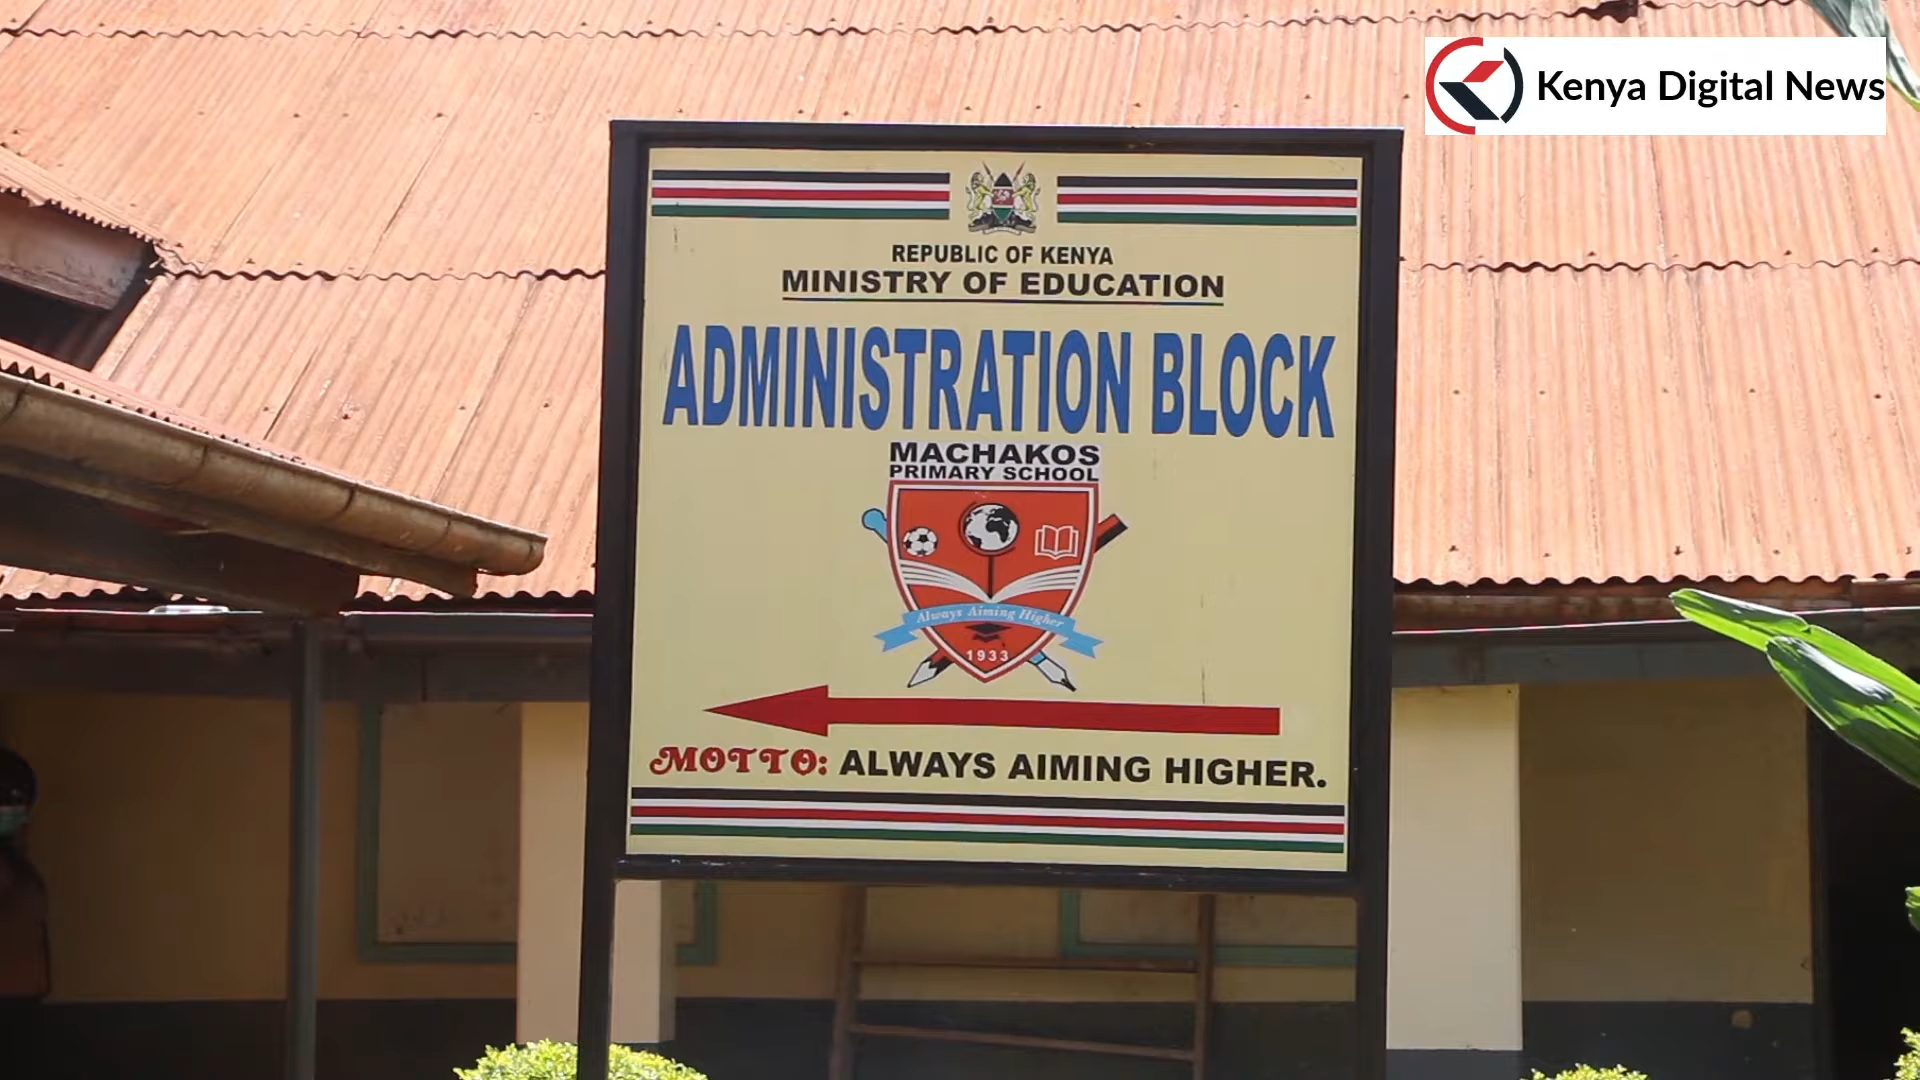 Kenya Digital News
REPUBLIC OF KENYA
MINISTRY OF EDUCATION
ADMINISTRATION BLOCK
MACHAKOS
PRIMARY SCHOOL
Always Aiming Higher
1933
MOTTO: ALWAYS AIMING HIGHER.